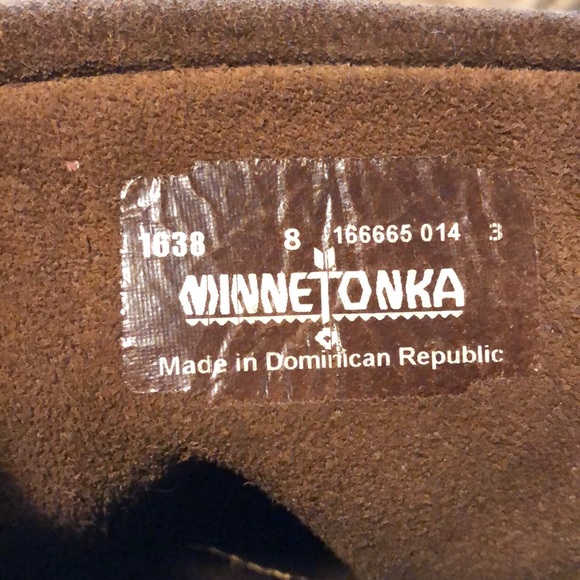 1638 8 166665 014 3
MINNETONKA
Made in Dominican Republic